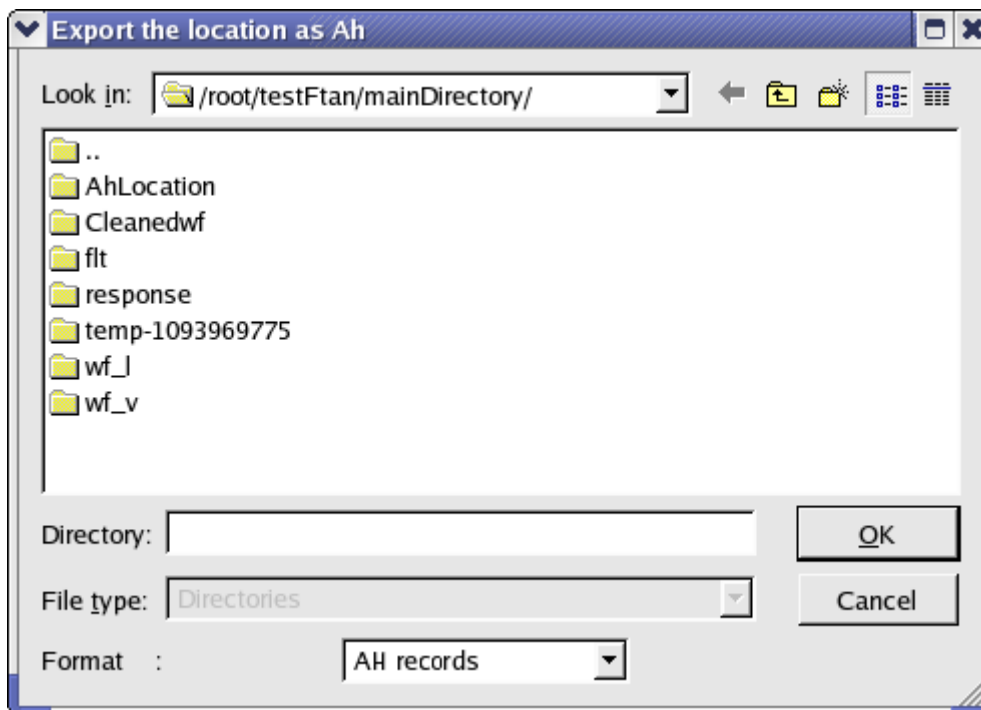 Export the location as Ah
Look in: /root/testFtan/mainDirectory/
..
AhLocation
Cleanedwf
flt
response
temp-1093969775
wf_l
wf_v
Directory: OK
File type: Directories Cancel
Format : AH records